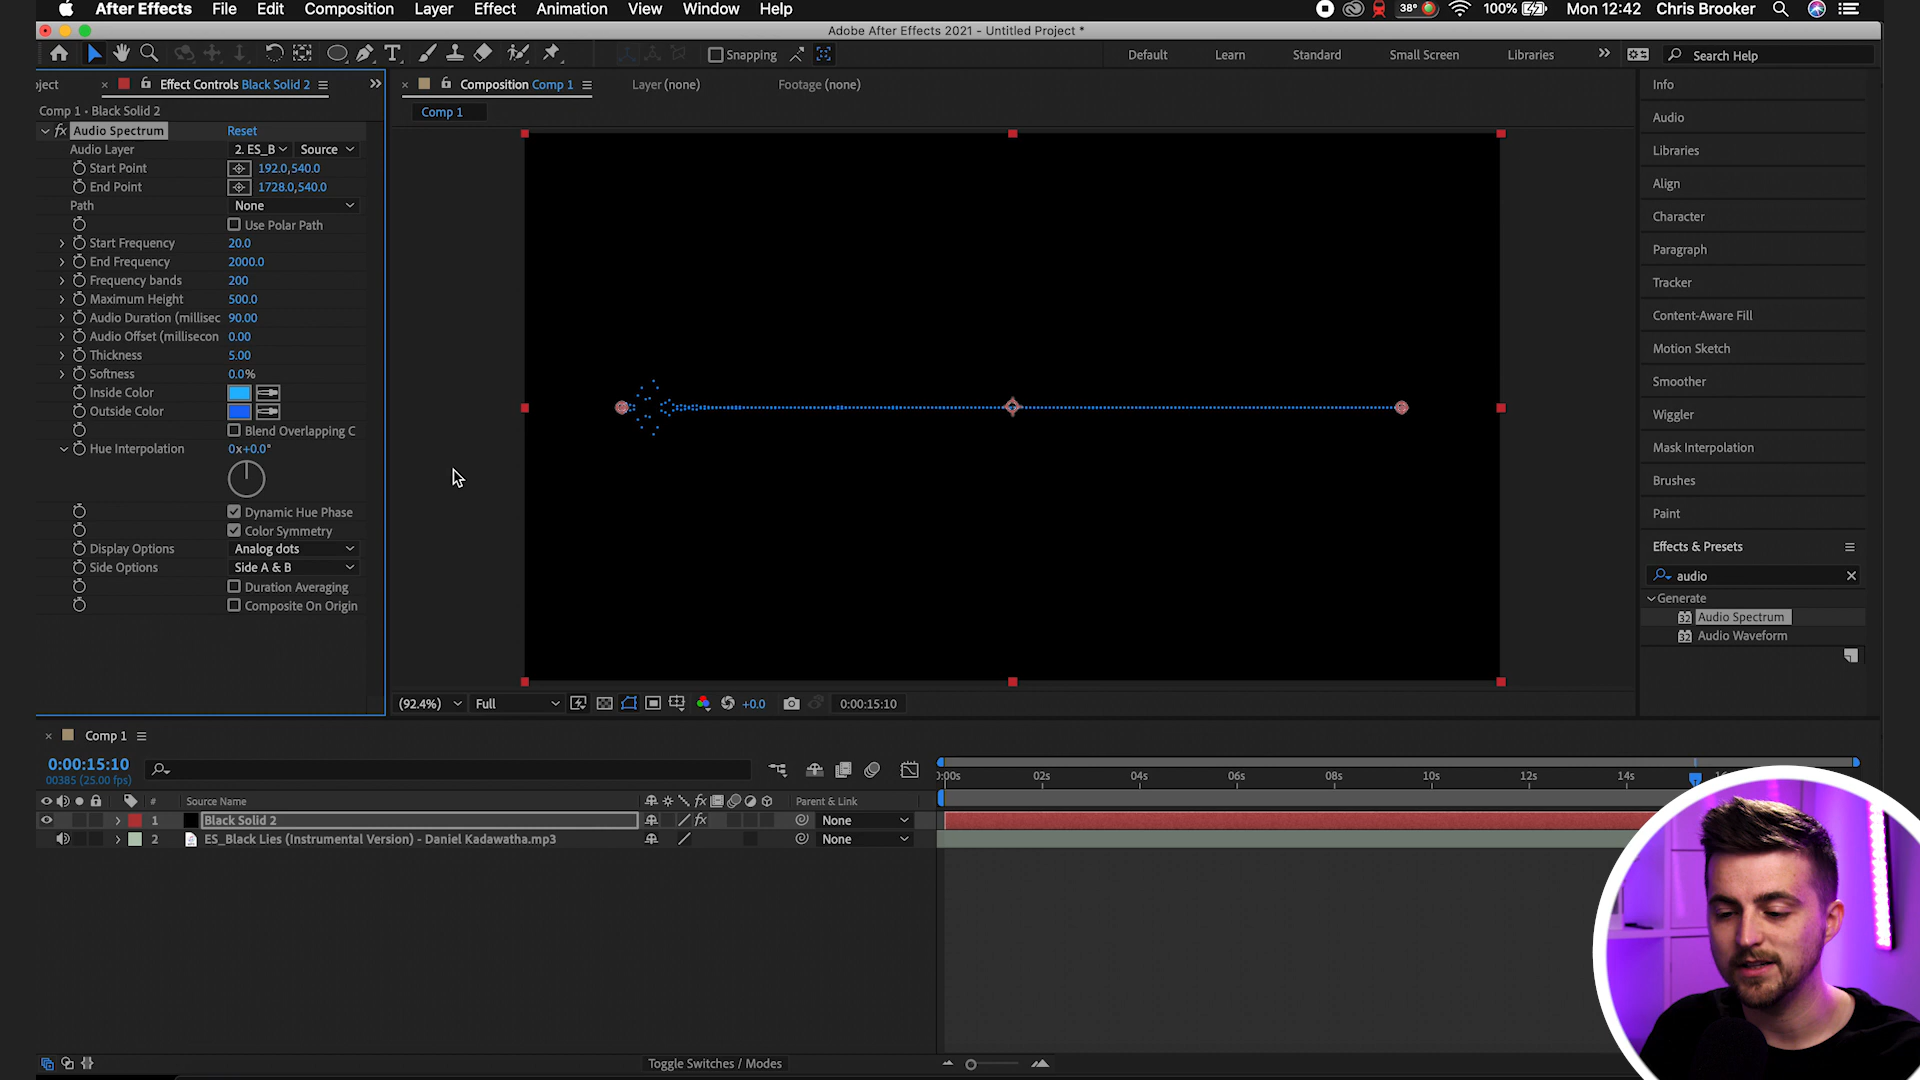 After Effects File Edit Composition Layer Effect Animation View Window Help 38° 100% Mon 12:42 Chris Brooker
Adobe After Effects 2021 - Untitled Project *
Snapping Default Learn Standard Small Screen Libraries Search Help
ject Effect Controls Black Solid 2 Composition Comp 1 Layer (none) Footage (none) Info
Comp 1 • Black Solid 2 Comp 1
Audio
fx Audio Spectrum Reset
Audio Layer 2. ES_B Source Libraries
Start Point 192.0,540.0
End Point 1728.0,540.0 Align
Path None
Use Polar Path Character
Start Frequency 20.0 Paragraph
End Frequency 2000.0
Frequency bands 200 Tracker
Maximum Height 500.0
Audio Duration (millisec 90.00 Content-Aware Fill
Audio Offset (millisecon 0.00
Thickness 5.00 Motion Sketch
Softness 0.0% Smoother
Inside Color
Outside Color Wiggler
Blend Overlapping C
Hue Interpolation 0x+0.0° Mask Interpolation
Brushes
Dynamic Hue Phase Paint
Color Symmetry
Display Options Analog dots Effects & Presets
Side Options Side A & B audio
Duration Averaging
Composite On Origin Generate
32 Audio Spectrum
32 Audio Waveform
(92.4%) Full +0.0 0:00:15:10
Comp 1
0:00:15:10
00385 (25.00 fps) :00s 02s 04s 06s 08s 10s 12s 14s
# Source Name fx Parent & Link
1 Black Solid 2 fx None
2 ES_Black Lies (Instrumental Version) - Daniel Kadawatha.mp3 None
Toggle Switches / Modes